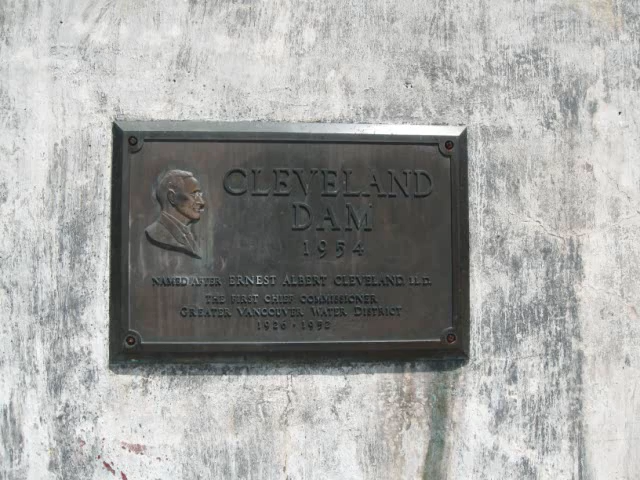 CLEVELAND
DAM
1954
NAMED AFTER ERNEST ALBERT CLEVELAND, LL.D.
THE FIRST CHIEF COMMISSIONER
GREATER VANCOUVER WATER DISTRICT
1926 · 1952